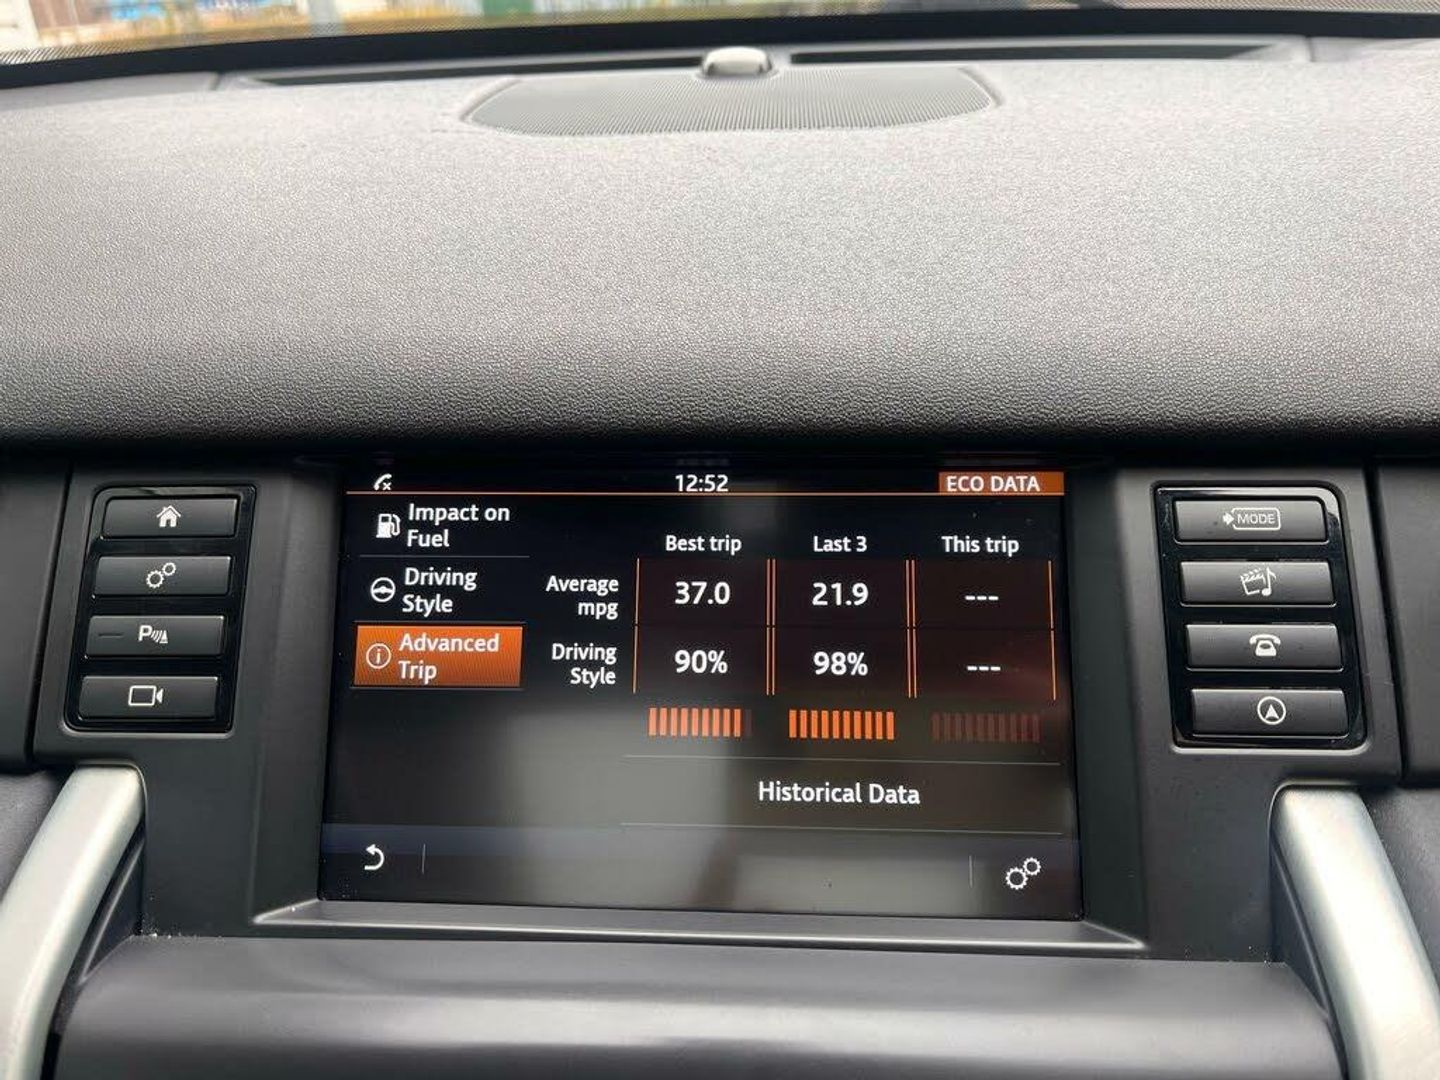 12:52
ECO DATA
Impact on
Fuel
Driving
Style
Advanced
Trip
Best trip
Last 3
This trip
Average
mpg
37.0
21.9
---
Driving
Style
90%
98%
---
Historical Data
P
MODE